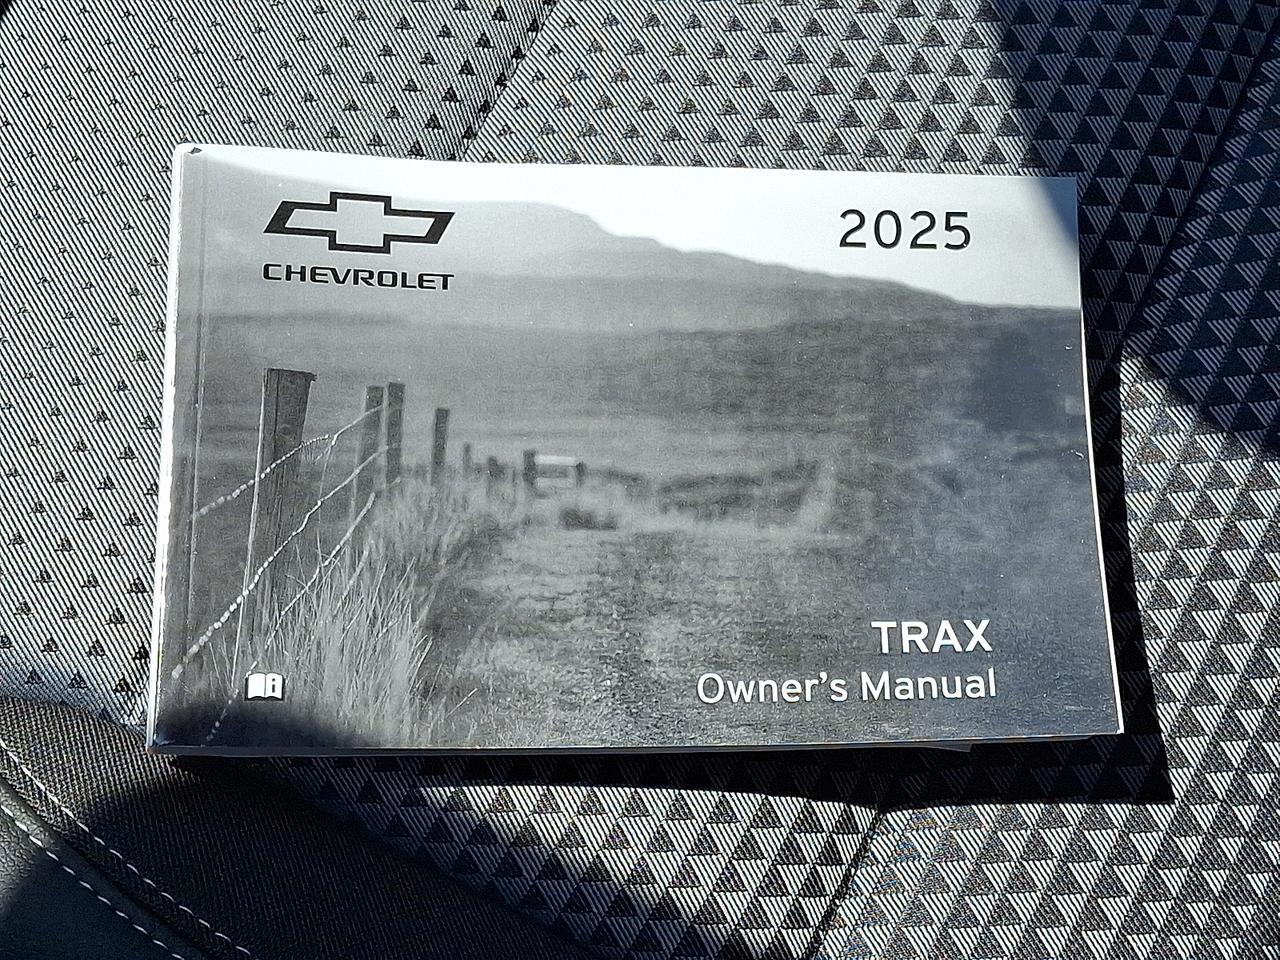 CHEVROLET
2025
TRAX
Owner's Manual